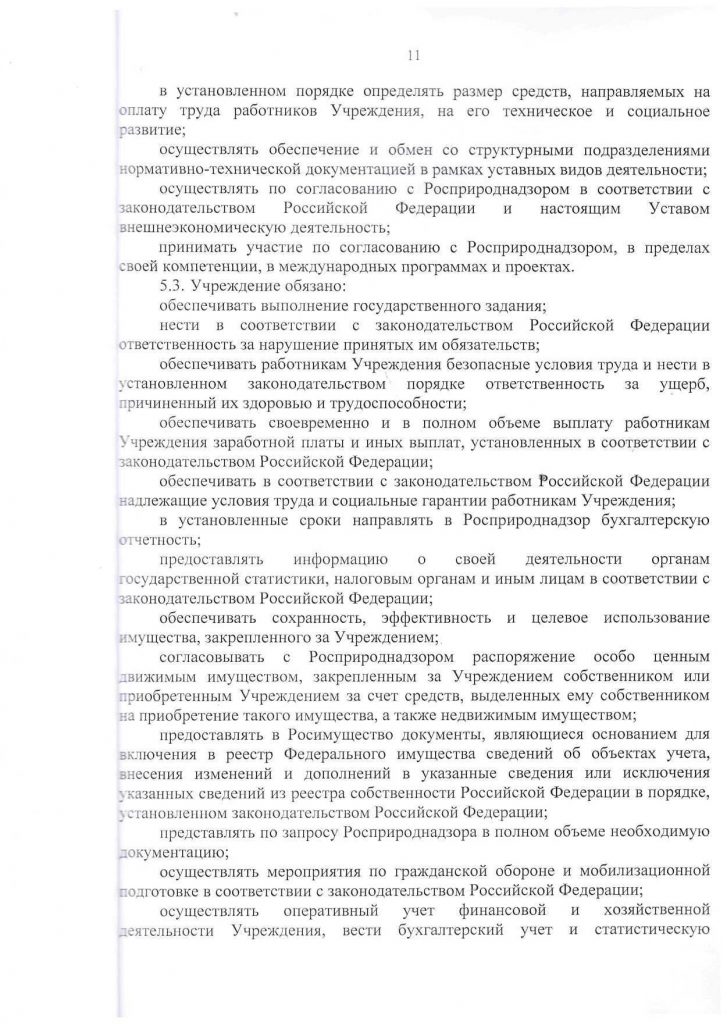 11
в установленном порядке определять размер средств, направляемых на
оплату труда работников Учреждения, на его техническое и социальное
развитие;
осуществлять обеспечение и обмен со структурными подразделениями
нормативно-технической документацией в рамках уставных видов деятельности;
осуществлять по согласованию с Росприроднадзором в соответствии с
законодательством Российской Федерации и настоящим Уставом
внешнеэкономическую деятельность;
принимать участие по согласованию с Росприроднадзором, в пределах
своей компетенции, в международных программах и проектах.
5.3. Учреждение обязано:
обеспечивать выполнение государственного задания;
нести в соответствии с законодательством Российской Федерации
ответственность за нарушение принятых им обязательств;
обеспечивать работникам Учреждения безопасные условия труда и нести в
установленном законодательством порядке ответственность за ущерб,
причиненный их здоровью и трудоспособности;
обеспечивать своевременно и в полном объеме выплату работникам
Учреждения заработной платы и иных выплат, установленных в соответствии с
законодательством Российской Федерации;
обеспечивать в соответствии с законодательством Российской Федерации
надлежащие условия труда и социальные гарантии работникам Учреждения;
в установленные сроки направлять в Росприроднадзор бухгалтерскую
отчетность;
предоставлять информацию о своей деятельности органам
государственной статистики, налоговым органам и иным лицам в соответствии с
законодательством Российской Федерации;
обеспечивать сохранность, эффективность и целевое использование
имущества, закрепленного за Учреждением;
согласовывать с Росприроднадзором распоряжение особо ценным
движимым имуществом, закрепленным за Учреждением собственником или
приобретенным Учреждением за счет средств, выделенных ему собственником
на приобретение такого имущества, а также недвижимым имуществом;
предоставлять в Росимущество документы, являющиеся основанием для
включения в реестр Федерального имущества сведений об объектах учета,
внесения изменений и дополнений в указанные сведения или исключения
указанных сведений из реестра собственности Российской Федерации в порядке,
установленном законодательством Российской Федерации;
представлять по запросу Росприроднадзора в полном объеме необходимую
документацию;
осуществлять мероприятия по гражданской обороне и мобилизационной
подготовке в соответствии с законодательством Российской Федерации;
осуществлять оперативный учет финансовой и хозяйственной
деятельности Учреждения, вести бухгалтерский учет и статистическую